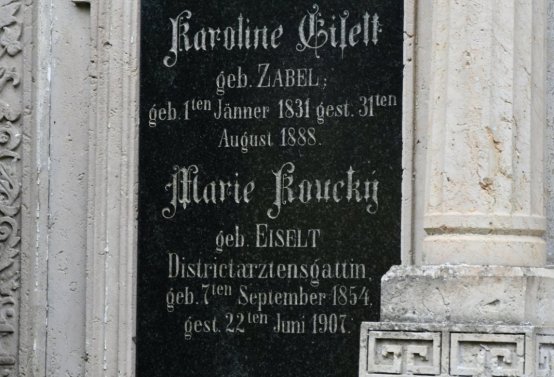 Karoline Eiselt
geb. ZABEL;
geb. 1ten Jänner 1831 gest. 31ten
August 1888.
Marie Koucký
geb. EISELT
Districtarztensgattin,
geb. 7ten September 1854,
gest. 22ten Juni 1907.